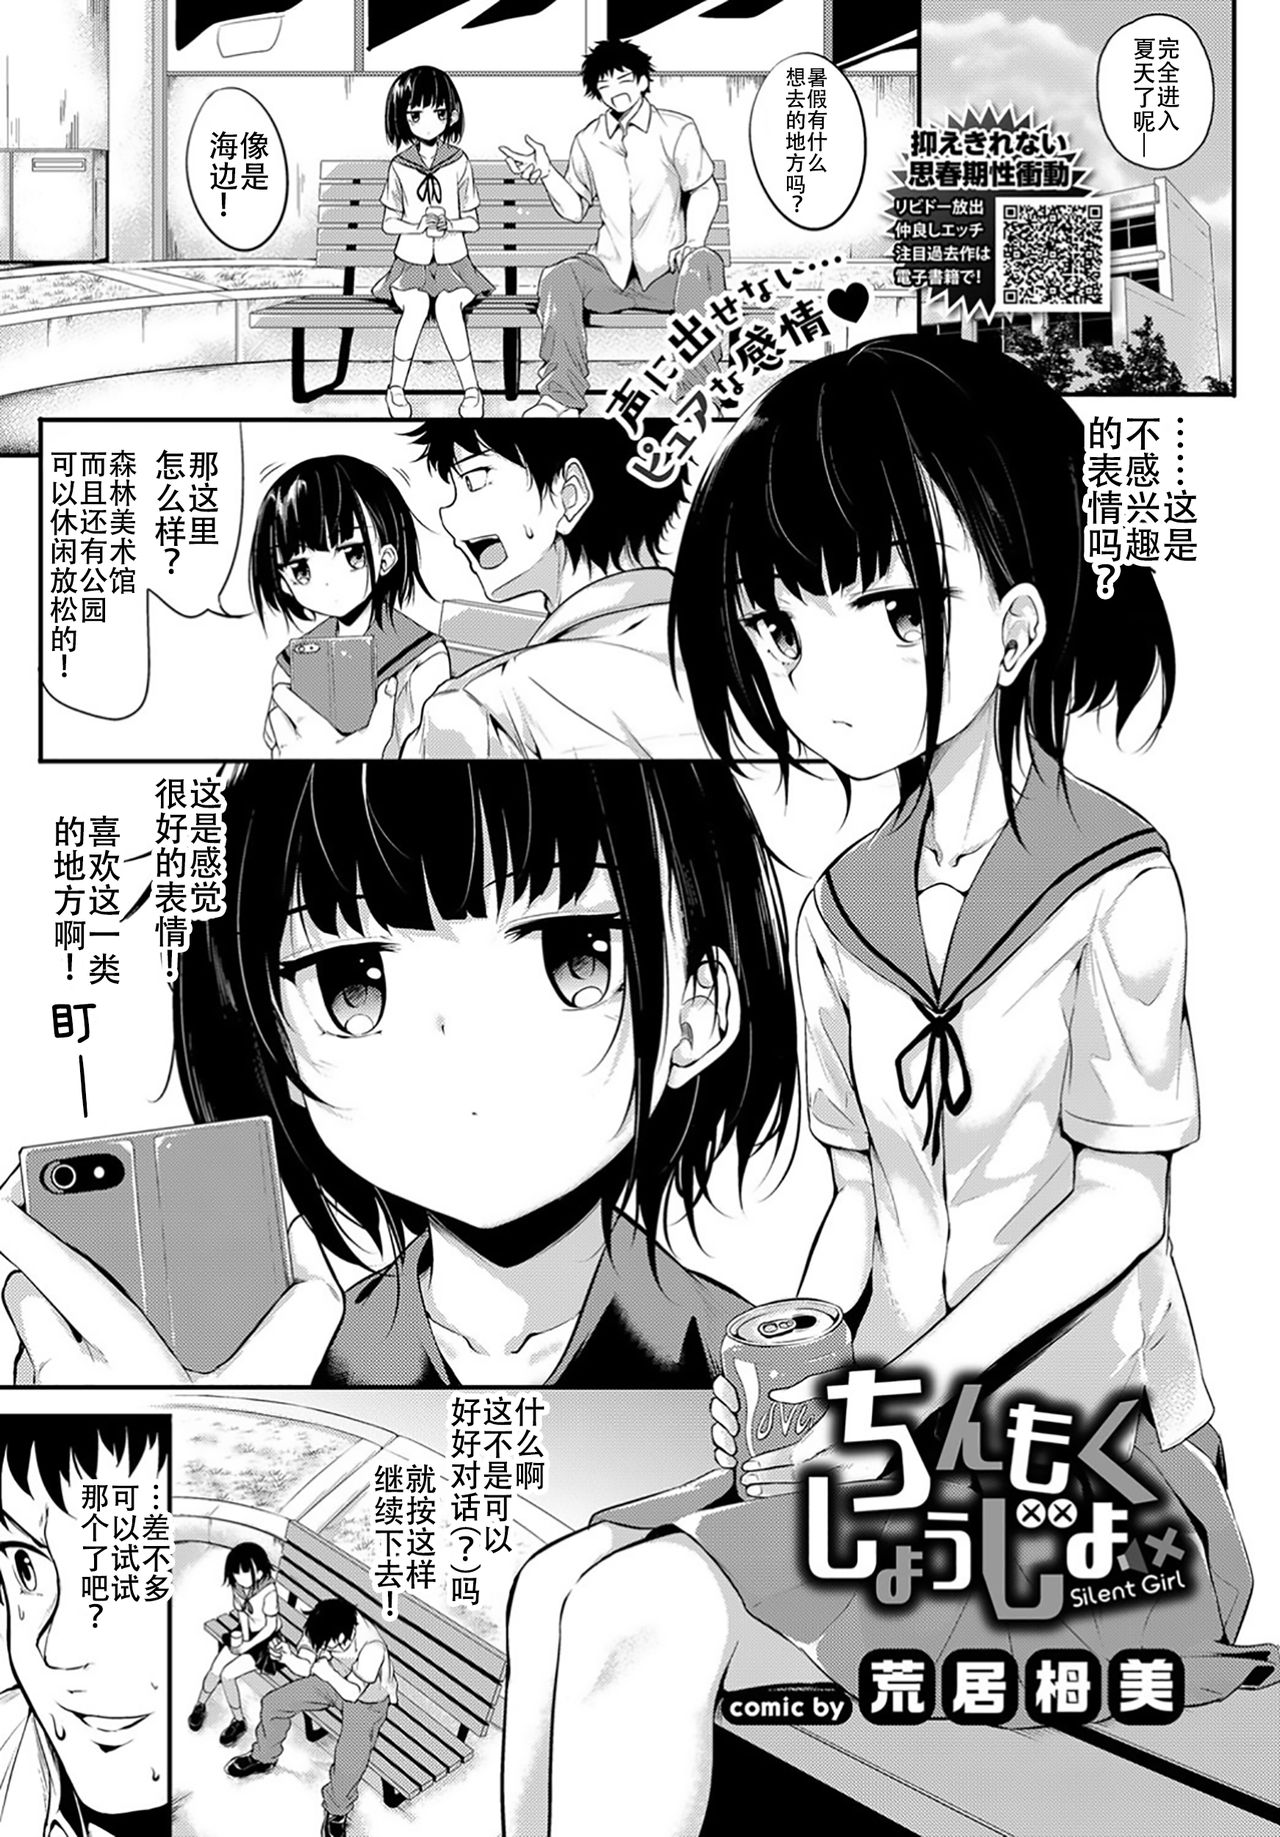 完全进入
夏天了呢—
抑えきれない
思春期性衝動
リビドー放出
仲良しエッチ
注目過去作は
電子書籍で!
暑假有什么
想去的地方吗？
像是
海边！
声に出せない…
ピュアな感情♥
……这是
不感兴趣
的表情吗？
那这里
怎么样？
森林美术馆
而且还有公园
可以休闲放松的！
这是感觉
很好的表情！
喜欢这一类
的地方啊！
盯—
ちんもく
しょうじょ
Silent Girl
comic by 荒居栂美
什么啊
这不是可以
好好对话(?)吗
就按这样
继续下去！
…差不多
可以试试
那个了吧？